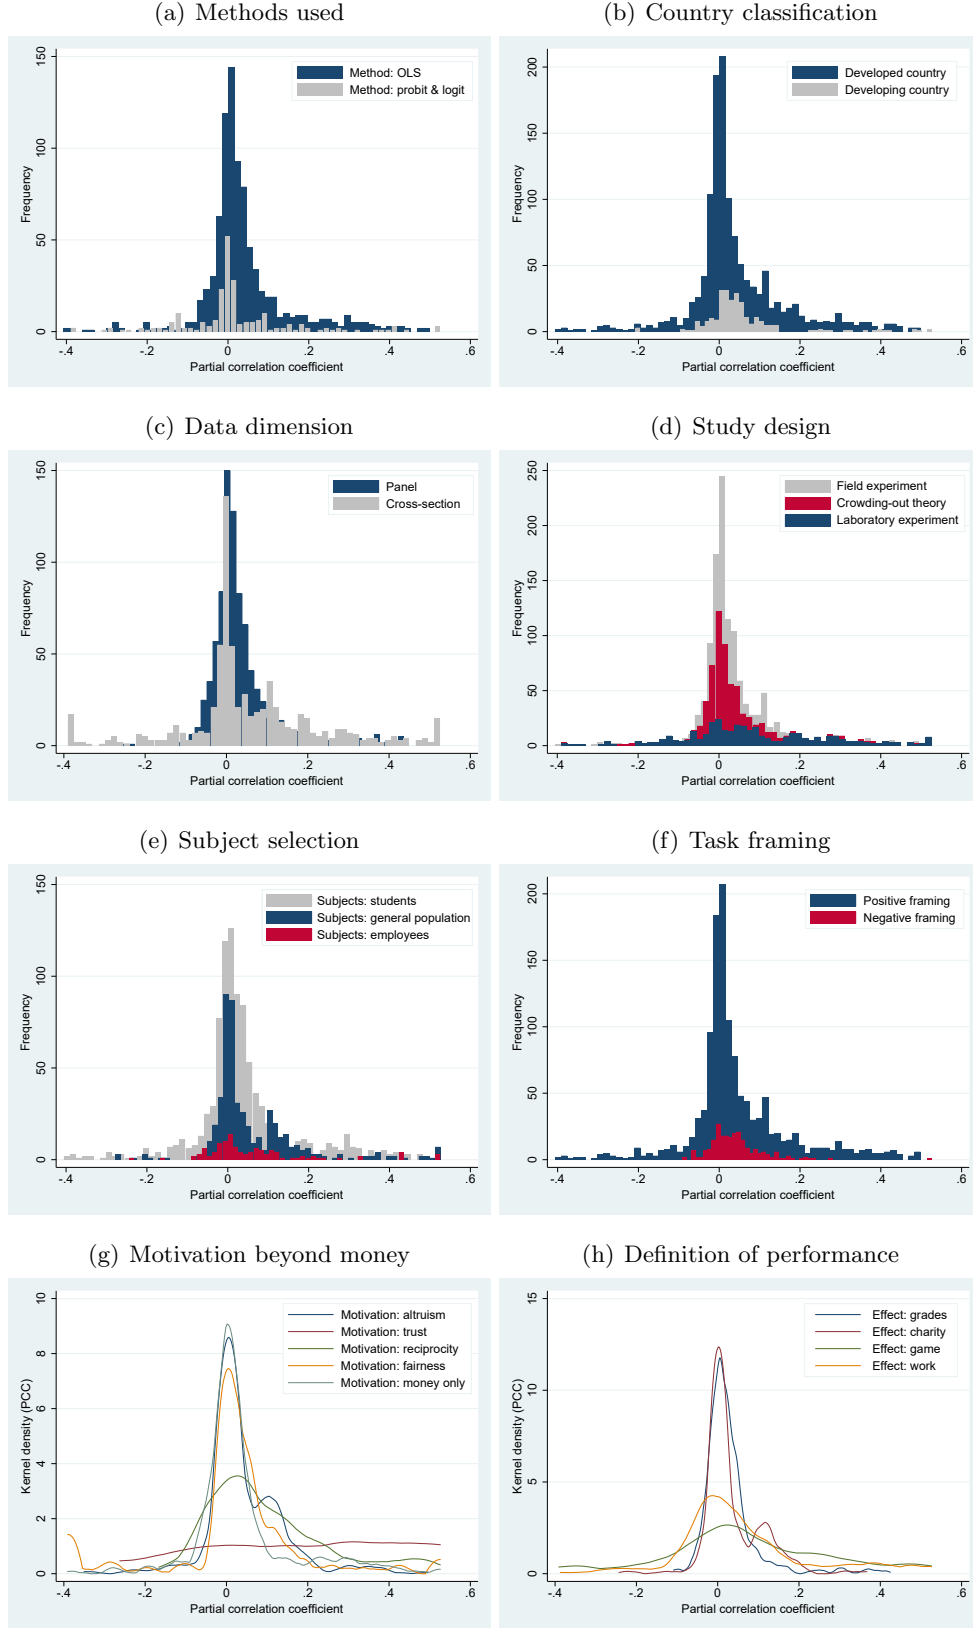 (a) Methods used
150
100
50
0
Frequency
Method: OLS
Method: probit & logit
-.4 -.2 0 .2 .4 .6
Partial correlation coefficient
(b) Country classification
200
150
100
50
0
Frequency
Developed country
Developing country
-.4 -.2 0 .2 .4 .6
Partial correlation coefficient
(c) Data dimension
150
100
50
0
Frequency
Panel
Cross-section
-.4 -.2 0 .2 .4 .6
Partial correlation coefficient
(d) Study design
250
200
150
100
50
0
Frequency
Field experiment
Crowding-out theory
Laboratory experiment
-.4 -.2 0 .2 .4 .6
Partial correlation coefficient
(e) Subject selection
150
100
50
0
Frequency
Subjects: students
Subjects: general population
Subjects: employees
-.4 -.2 0 .2 .4 .6
Partial correlation coefficient
(f) Task framing
200
150
100
50
0
Frequency
Positive framing
Negative framing
-.4 -.2 0 .2 .4 .6
Partial correlation coefficient
(g) Motivation beyond money
10
8
6
4
2
0
Kernel density (PCC)
Motivation: altruism
Motivation: trust
Motivation: reciprocity
Motivation: fairness
Motivation: money only
-.4 -.2 0 .2 .4 .6
Partial correlation coefficient
(h) Definition of performance
15
10
5
0
Kernel density (PCC)
Effect: grades
Effect: charity
Effect: game
Effect: work
-.4 -.2 0 .2 .4 .6
Partial correlation coefficient